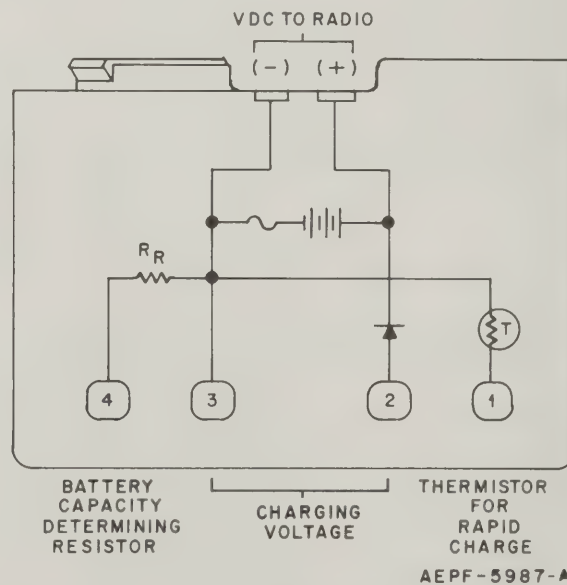 VDC TO RADIO
(-) (+)
R R
T
4 3 2 1
BATTERY
CAPACITY
DETERMINING
RESISTOR
CHARGING
VOLTAGE
THERMISTOR
FOR
RAPID
CHARGE
AEPF-5987-A